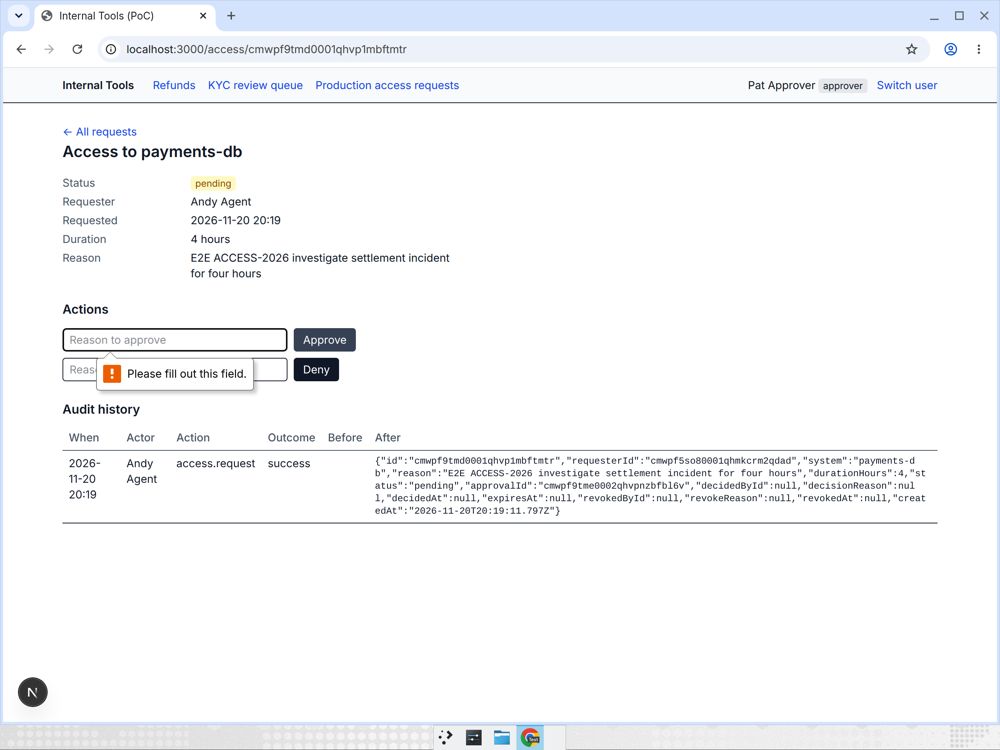 Internal Tools (PoC)
localhost:3000/access/cmwpf9tmd0001qhvp1mbftmtr
Internal Tools Refunds KYC review queue Production access requests Pat Approver approver Switch user
← All requests
Access to payments-db
Status pending
Requester Andy Agent
Requested 2026-11-20 20:19
Duration 4 hours
Reason E2E ACCESS-2026 investigate settlement incident
for four hours
Actions
Reason to approve Approve
Reas Deny
Please fill out this field.
Audit history
When Actor Action Outcome Before After
2026-11-20 20:19 Andy Agent access.request success
{"id":"cmwpf9tmd0001qhvp1mbftmtr","requesterId":"cmwpf5so80001qhmkcrm2qdad","system":"payments-d
b","reason":"E2E ACCESS-2026 investigate settlement incident for four hours","durationHours":4,"st
atus":"pending","approvalId":"cmwpf9tme0002qhvpnzbfbl6v","decidedById":null,"decisionReason":nul
l,"decidedAt":null,"expiresAt":null,"revokedById":null,"revokeReason":null,"revokedAt":null,"creat
edAt":"2026-11-20T20:19:11.797Z"}
N